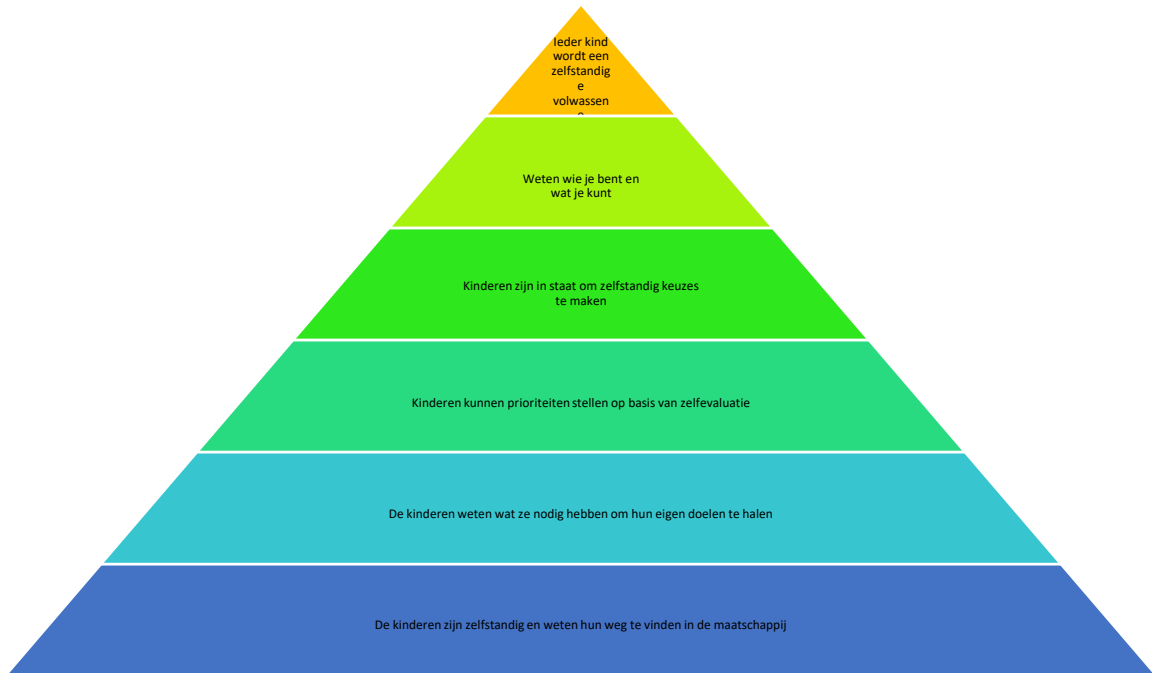 Ieder kind
wordt een
zelfstandig
e
volwassen
Weten wie je bent en
wat je kunt
Kinderen zijn in staat om zelfstandig keuzes
te maken
Kinderen kunnen prioriteiten stellen op basis van zelfevaluatie
De kinderen weten wat ze nodig hebben om hun eigen doelen te halen
De kinderen zijn zelfstandig en weten hun weg te vinden in de maatschappij